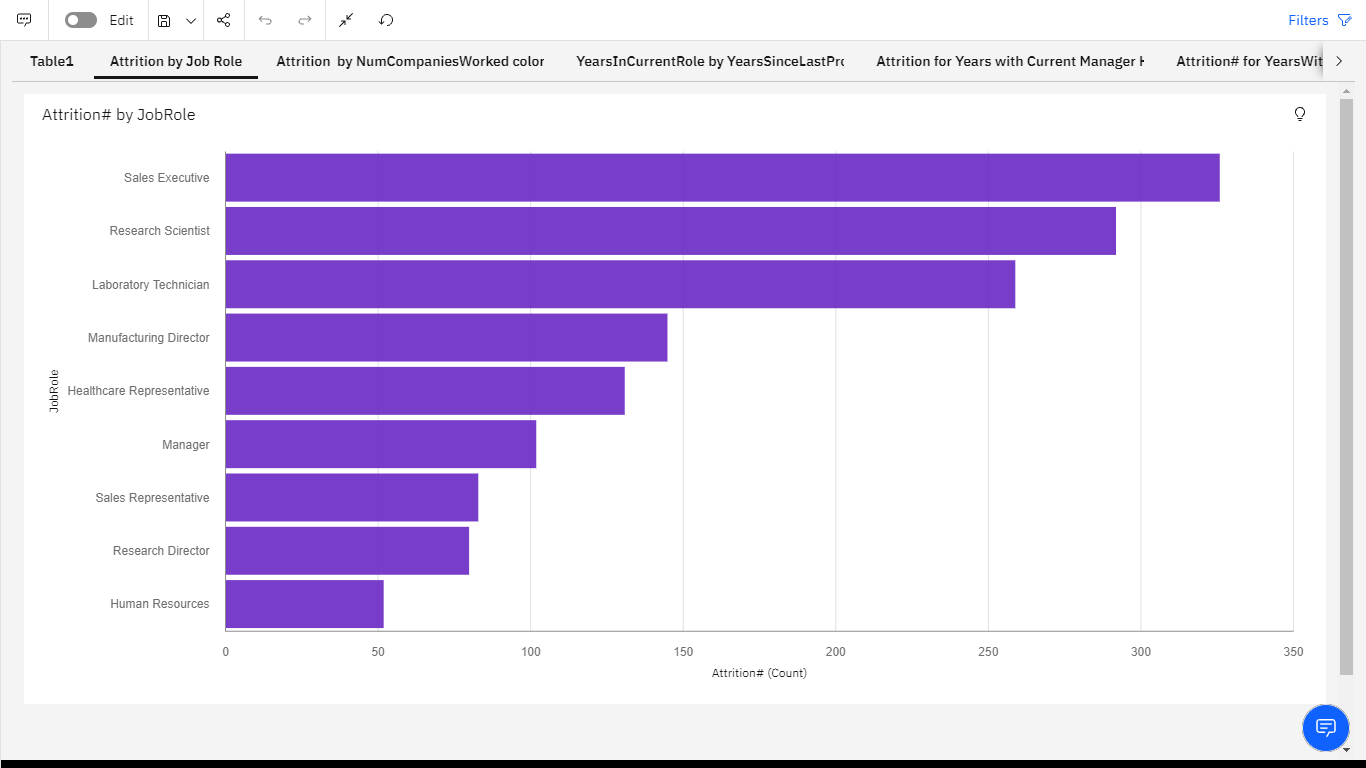 Edit
Filters
Table1
Attrition by Job Role
Attrition  by NumCompaniesWorked color
YearsInCurrentRole by YearsSinceLastPro
Attrition for Years with Current Manager
Attrition# for YearsWit
Attrition# by JobRole
JobRole
Sales Executive
Research Scientist
Laboratory Technician
Manufacturing Director
Healthcare Representative
Manager
Sales Representative
Research Director
Human Resources
0 50 100 150 200 250 300 350
Attrition# (Count)